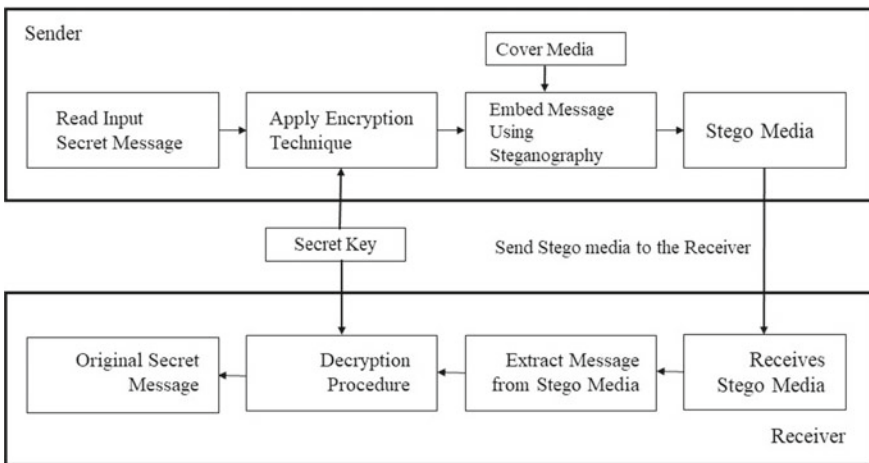 Sender
Cover Media
Read Input
Secret Message
Apply Encryption
Technique
Embed Message
Using
Steganography
Stego Media
Secret Key
Send Stego media to the Receiver
Original Secret
Message
Decryption
Procedure
Extract Message
from Stego Media
Receives
Stego Media
Receiver